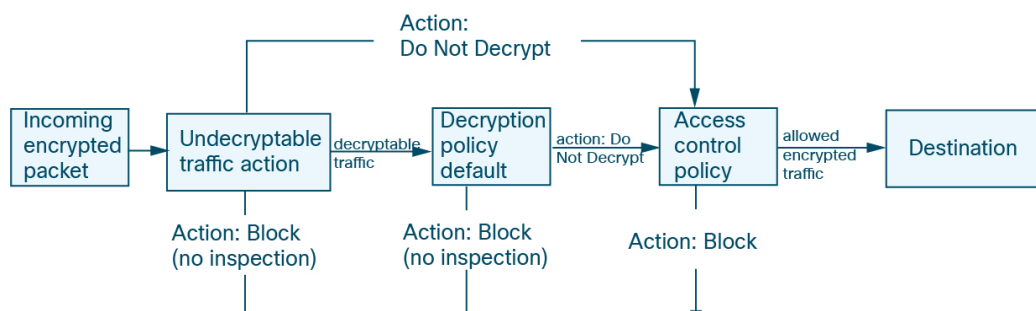 Action:
Do Not Decrypt
Incoming
encrypted
packet
Undecryptable
traffic action
decryptable
traffic
Decryption
policy
default
action: Do
Not Decrypt
Access
control
policy
allowed
encrypted
traffic
Destination
Action: Block
(no inspection)
Action: Block
(no inspection)
Action: Block